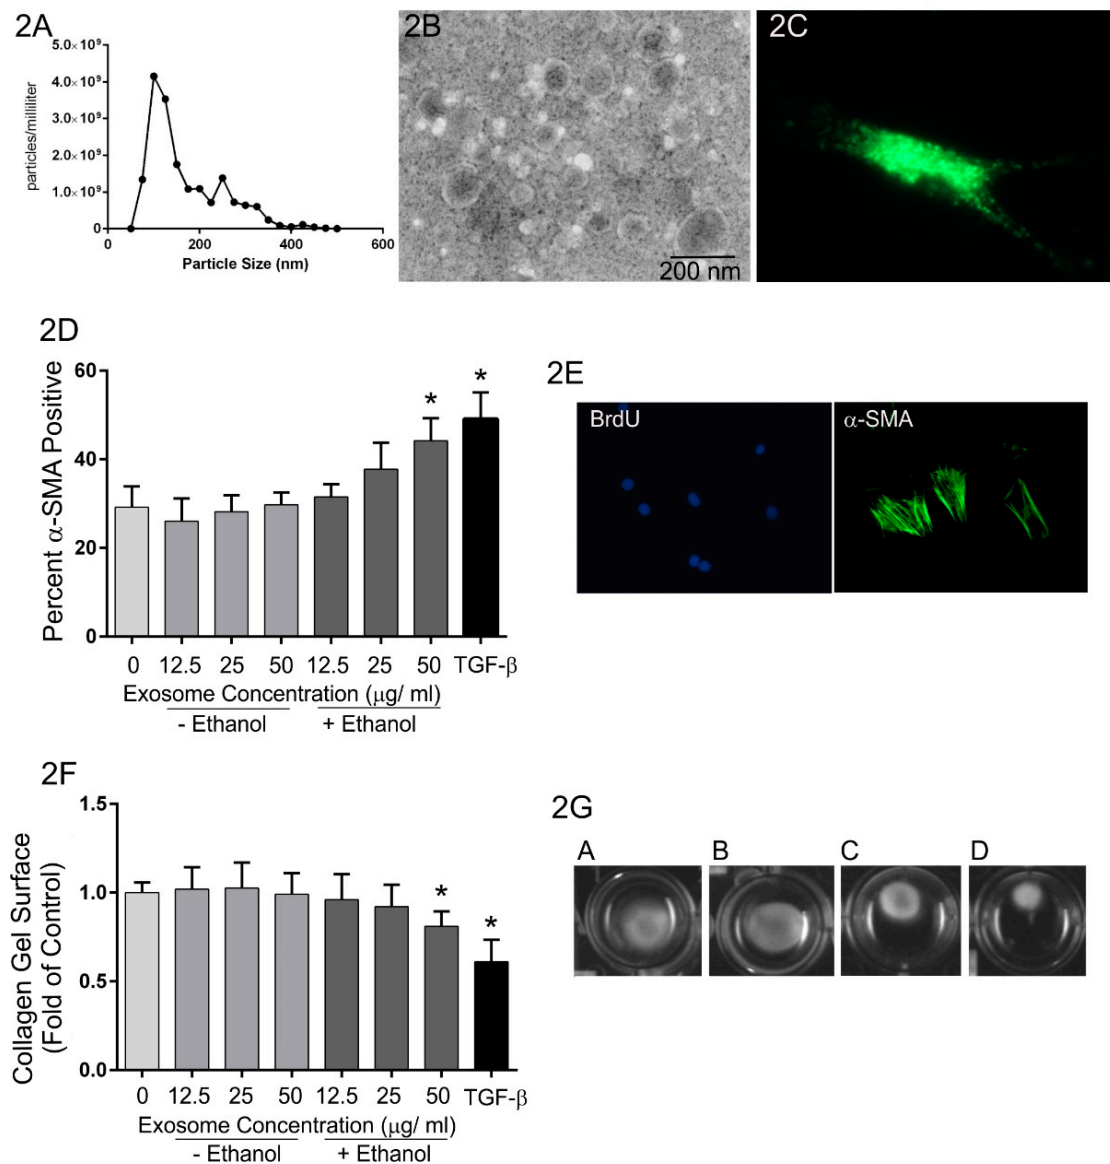 2A
5.0×10⁹
4.0×10⁹
3.0×10⁹
2.0×10⁹
1.0×10⁹
0
particles/milliliter
0 200 400 600
Particle Size (nm)
2B
200 nm
2C
2D
60
40
20
0
Percent α-SMA Positive
* *
0 12.5 25 50 12.5 25 50 TGF-β
Exosome Concentration (μg/ ml)
- Ethanol + Ethanol
2E
BrdU
α-SMA
2F
1.5
1.0
0.5
0.0
Collagen Gel Surface
(Fold of Control)
* *
0 12.5 25 50 12.5 25 50 TGF-β
Exosome Concentration (μg/ ml)
- Ethanol + Ethanol
2G
A B C D